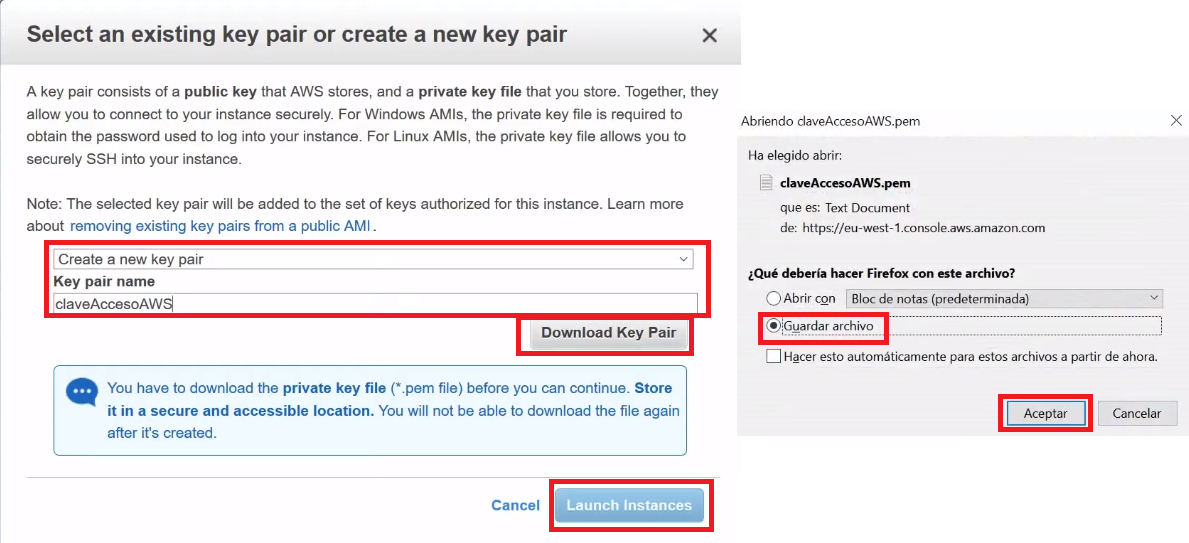 Select an existing key pair or create a new key pair
A key pair consists of a public key that AWS stores, and a private key file that you store. Together, they
allow you to connect to your instance securely. For Windows AMIs, the private key file is required to
obtain the password used to log into your instance. For Linux AMIs, the private key file allows you to
securely SSH into your instance.
Note: The selected key pair will be added to the set of keys authorized for this instance. Learn more
about removing existing key pairs from a public AMI.
Create a new key pair
Key pair name
claveAccesoAWS
Download Key Pair
You have to download the private key file (*.pem file) before you can continue. Store
it in a secure and accessible location. You will not be able to download the file again
after it's created.
Cancel
Launch Instances
Abriendo claveAccesoAWS.pem
Ha elegido abrir:
claveAccesoAWS.pem
que es: Text Document
de: https://eu-west-1.console.aws.amazon.com
¿Qué debería hacer Firefox con este archivo?
Abrir con
Bloc de notas (predeterminada)
Guardar archivo
Hacer esto automáticamente para estos archivos a partir de ahora.
Aceptar
Cancelar